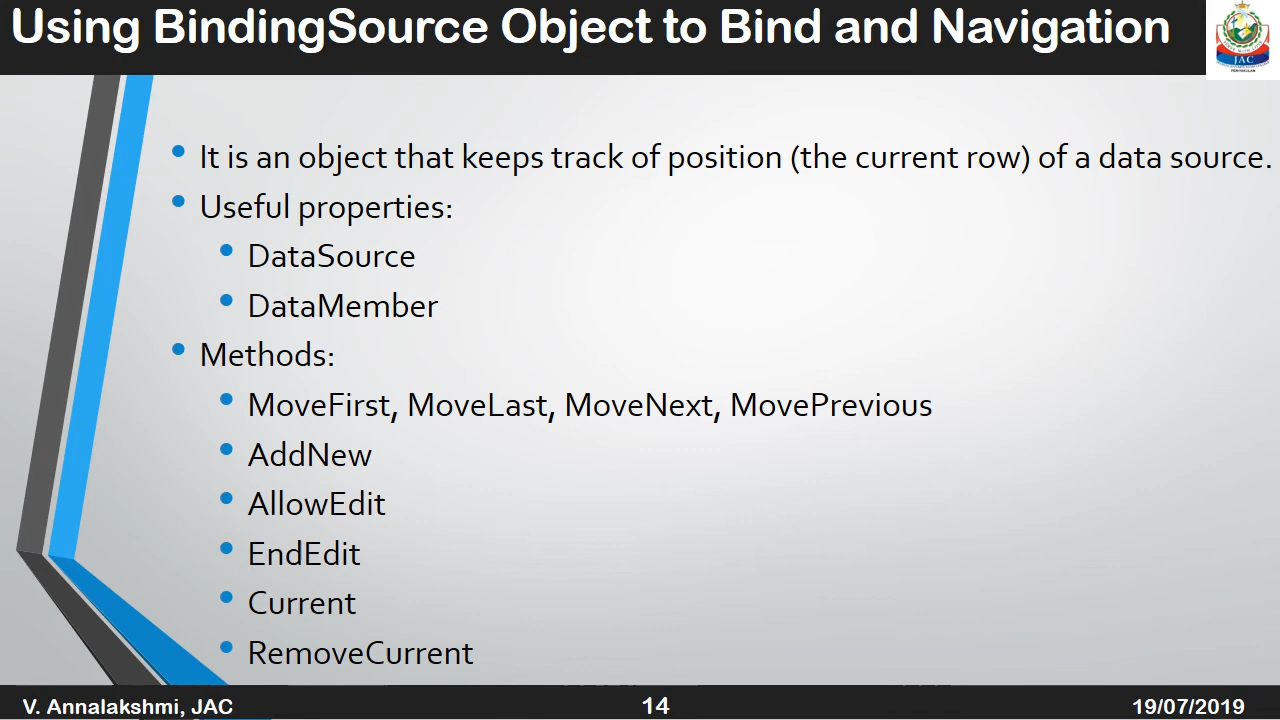 Using BindingSource Object to Bind and Navigation
JAC
It is an object that keeps track of position (the current row) of a data source.
Useful properties:
DataSource
DataMember
Methods:
MoveFirst, MoveLast, MoveNext, MovePrevious
AddNew
AllowEdit
EndEdit
Current
RemoveCurrent
V. Annalakshmi, JAC
14
19/07/2019